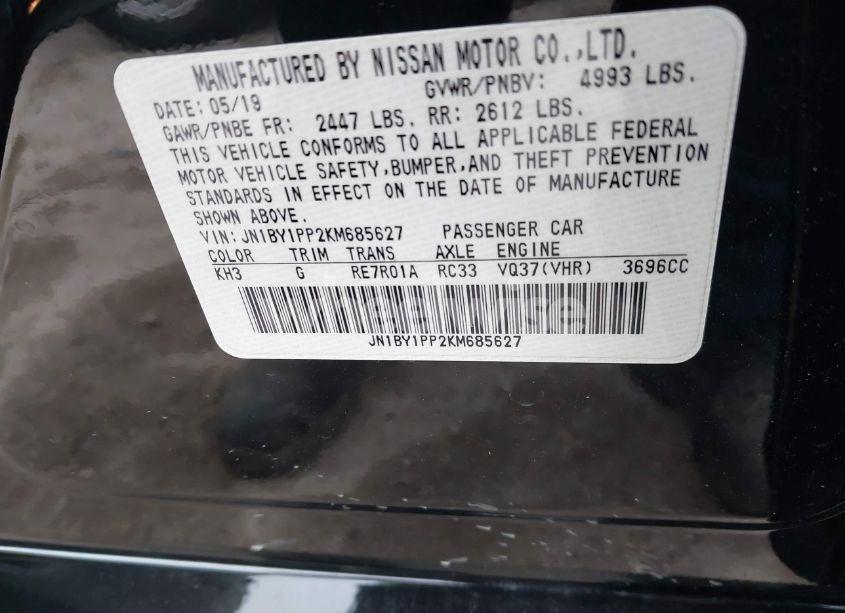 MANUFACTURED BY NISSAN MOTOR CO.,LTD.
DATE: 05/19 GVWR/PNBV: 4993 LBS.
GAWR/PNBE FR: 2447 LBS. RR: 2612 LBS.
THIS VEHICLE CONFORMS TO ALL APPLICABLE FEDERAL
MOTOR VEHICLE SAFETY,BUMPER,AND THEFT PREVENTION
STANDARDS IN EFFECT ON THE DATE OF MANUFACTURE
SHOWN ABOVE.
VIN:JN1BY1PP2KM685627 PASSENGER CAR
COLOR TRIM TRANS AXLE ENGINE
KH3 G RE7R01A RC33 VQ37(VHR) 3696CC
JN1BY1PP2KM685627